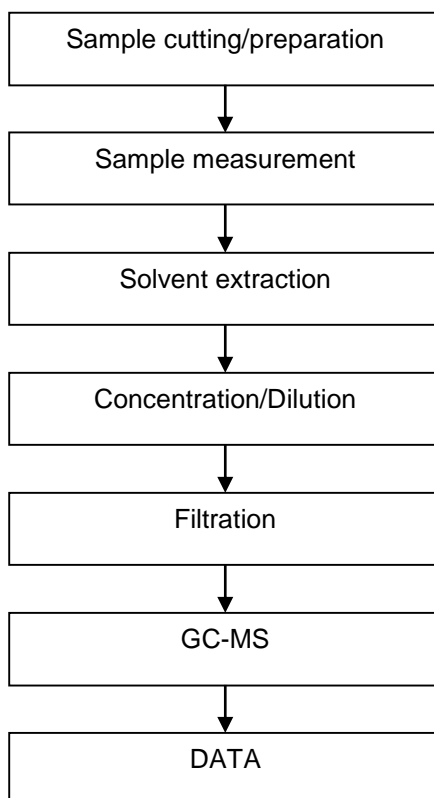 Sample cutting/preparation
Sample measurement
Solvent extraction
Concentration/Dilution
Filtration
GC-MS
DATA